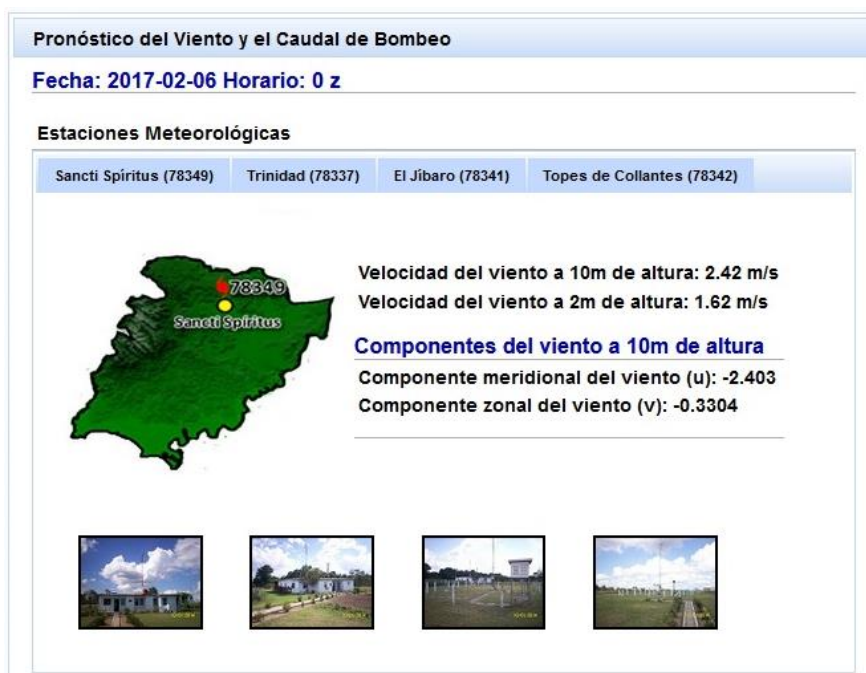 Pronóstico del Viento y el Caudal de Bombeo
Fecha: 2017-02-06 Horario: 0 z
Estaciones Meteorológicas
Sancti Spíritus (78349) Trinidad (78337) El Jíbaro (78341) Topes de Collantes (78342)
78349
Sancti Spíritus
Velocidad del viento a 10m de altura: 2.42 m/s
Velocidad del viento a 2m de altura: 1.62 m/s
Componentes del viento a 10m de altura
Componente meridional del viento (u): -2.403
Componente zonal del viento (v): -0.3304